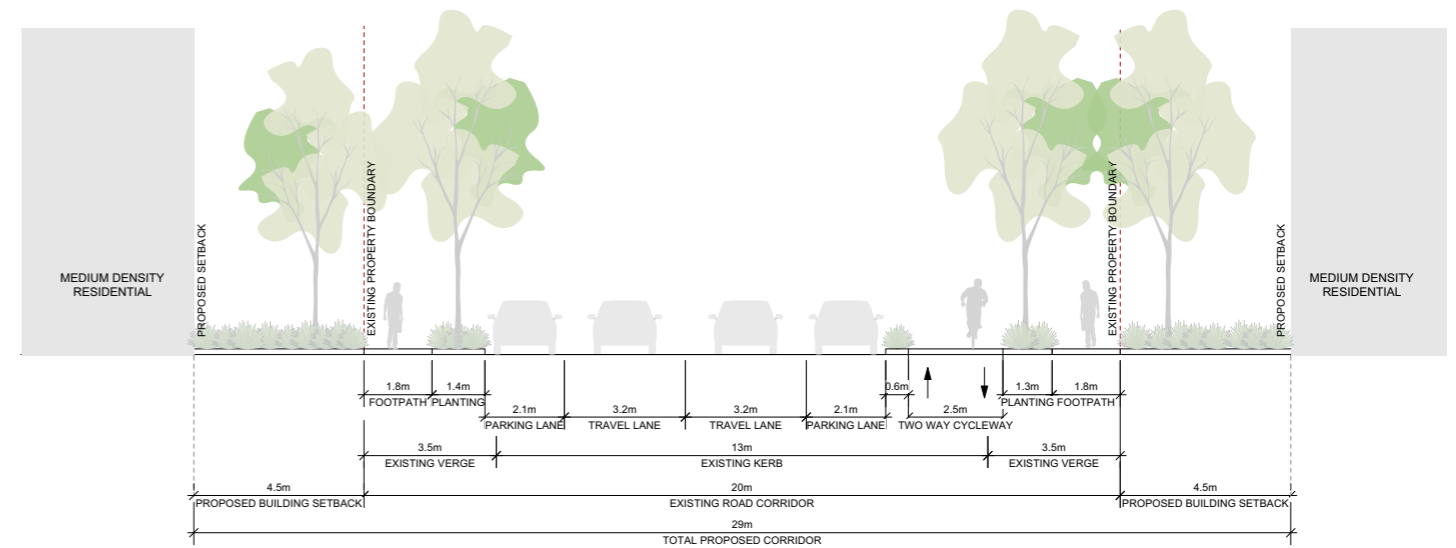 MEDIUM DENSITY
RESIDENTIAL
PROPOSED SETBACK
EXISTING PROPERTY BOUNDARY
EXISTING PROPERTY BOUNDARY
PROPOSED SETBACK
MEDIUM DENSITY
RESIDENTIAL
1.8m 1.4m 0.6m 1.3m 1.8m
FOOTPATH PLANTING PLANTING FOOTPATH
2.1m 3.2m 3.2m 2.1m 2.5m
PARKING LANE TRAVEL LANE TRAVEL LANE PARKING LANE TWO WAY CYCLEWAY
3.5m 13m 3.5m
EXISTING VERGE EXISTING KERB EXISTING VERGE
4.5m 20m 4.5m
PROPOSED BUILDING SETBACK EXISTING ROAD CORRIDOR PROPOSED BUILDING SETBACK
29m
TOTAL PROPOSED CORRIDOR